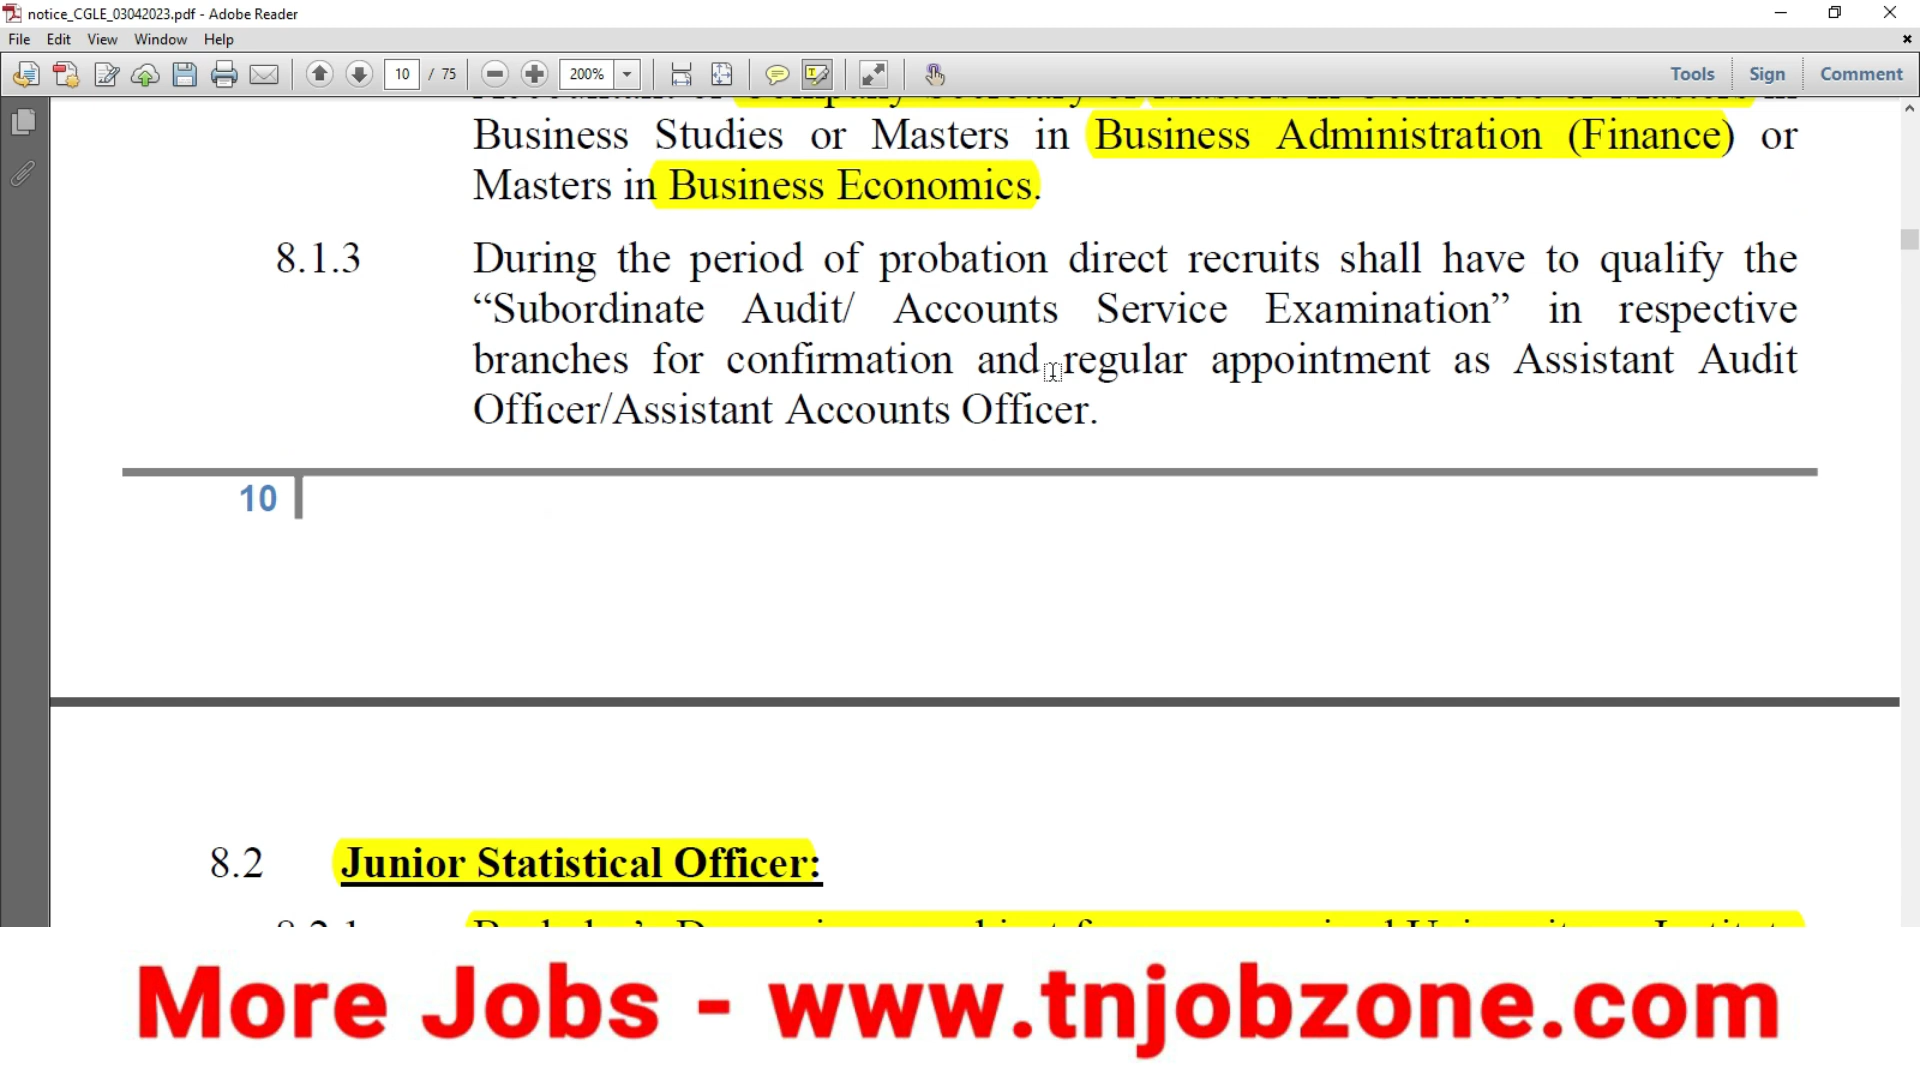 notice_CGLE_03042023.pdf - Adobe Reader
File Edit View Window Help
10 / 75 200% Tools Sign Comment
Business Studies or Masters in Business Administration (Finance) or
Masters in Business Economics.
8.1.3 During the period of probation direct recruits shall have to qualify the
“Subordinate Audit/ Accounts Service Examination” in respective
branches for confirmation and regular appointment as Assistant Audit
Officer/Assistant Accounts Officer.
10
8.2 Junior Statistical Officer:
More Jobs - www.tnjobzone.com